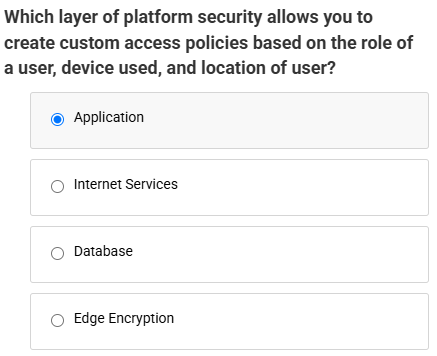 Which layer of platform security allows you to
create custom access policies based on the role of
a user, device used, and location of user?
Application
Internet Services
Database
Edge Encryption